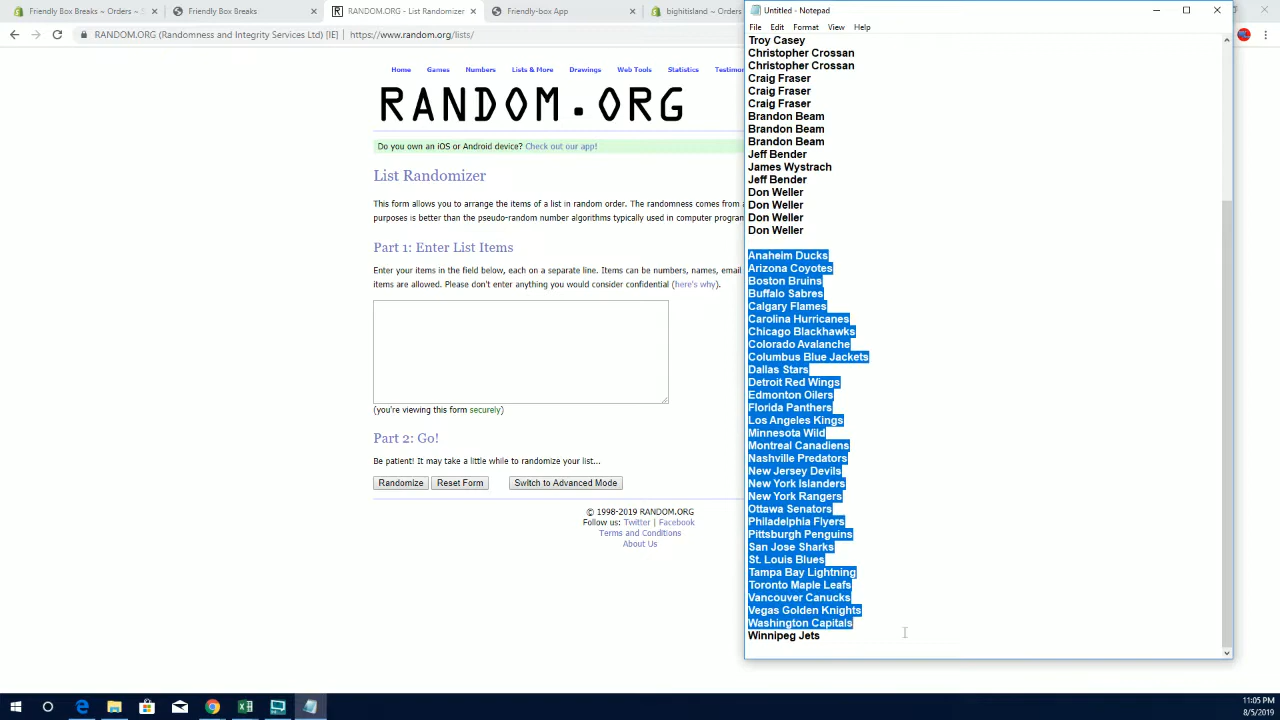 Friendly Box Breaks ~ Orders ~
Friendly Box Breaks
RANDOM.ORG - List Randomizer
Friendly-box App
bighitisland ~ Orders
RANDOM.ORG (Randomness and Integrity Services Ltd) [IE] | https://www.random.org/lists/
Home Games Numbers Lists & More Drawings Web Tools Statistics
RANDOM.ORG
Do you own an iOS or Android device? Check out our app!
List Randomizer
This form allows you to arrange the items of a list in random order. The randomness comes from
purposes is better than the pseudo-random number algorithms typically used in computer
Part 1: Enter List Items
Enter your items in the field below, each on a separate line. Items can be numbers, names, email
items are allowed. Please don't enter anything you would consider confidential (here's why).
(you're viewing this form securely)
Part 2: Go!
Be patient! It may take a little while to randomize your list...
Randomize Reset Form Switch to Advanced Mode
© 1998-2019 RANDOM.ORG
Follow us: Twitter | Facebook
Terms and Conditions
About Us
Untitled - Notepad
File Edit Format View Help
Troy Casey
Christopher Crossan
Christopher Crossan
Craig Fraser
Craig Fraser
Craig Fraser
Brandon Beam
Brandon Beam
Brandon Beam
Jeff Bender
James Wystrach
Jeff Bender
Don Weller
Don Weller
Don Weller
Don Weller
Anaheim Ducks
Arizona Coyotes
Boston Bruins
Buffalo Sabres
Calgary Flames
Carolina Hurricanes
Chicago Blackhawks
Colorado Avalanche
Columbus Blue Jackets
Dallas Stars
Detroit Red Wings
Edmonton Oilers
Florida Panthers
Los Angeles Kings
Minnesota Wild
Montreal Canadiens
Nashville Predators
New Jersey Devils
New York Islanders
New York Rangers
Ottawa Senators
Philadelphia Flyers
Pittsburgh Penguins
San Jose Sharks
St. Louis Blues
Tampa Bay Lightning
Toronto Maple Leafs
Vancouver Canucks
Vegas Golden Knights
Washington Capitals
Winnipeg Jets
11:05 PM
8/5/2019